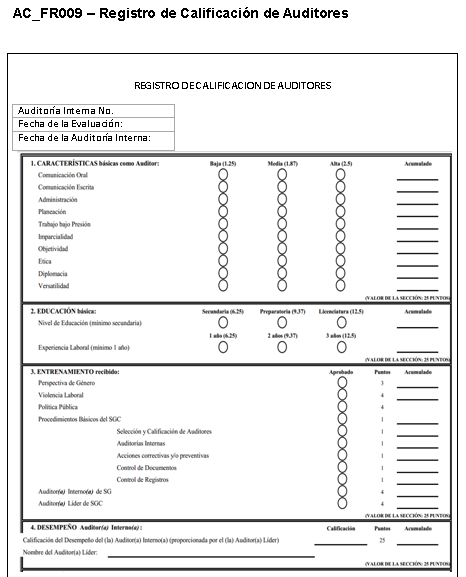 AC_FR009 – Registro de Calificación de Auditores
REGISTRO DE CALIFICACION DE AUDITORES
Auditoría Interna No.
Fecha de la Evaluación:
Fecha de la Auditoría Interna:
1. CARACTERÍSTICAS básicas como Auditor: Baja (1.25) Media (1.87) Alta (2.5) Acumulado
Comunicación Oral
Comunicación Escrita
Administración
Planeación
Trabajo bajo Presión
Imparcialidad
Objetividad
Etica
Diplomacia
Versatilidad
(VALOR DE LA SECCIÓN: 25 PUNTOS)
2. EDUCACIÓN básica: Secundaria (6.25) Preparatoria (9.37) Licenciatura (12.5) Acumulado
Nivel de Educación (mínimo secundaria)
1 año (6.25) 2 años (9.37) 3 años (12.5)
Experiencia Laboral (mínimo 1 año)
(VALOR DE LA SECCIÓN: 25 PUNTOS)
3. ENTRENAMIENTO recibido: Aprobado Puntos Acumulado
Perspectiva de Género 3
Violencia Laboral 4
Política Pública 4
Procedimientos Básicos del SGC 1
Selección y Calificación de Auditores 1
Auditorías Internas 1
Acciones correctivas y/o preventivas 1
Control de Documentos 1
Control de Registros 1
Auditor(a) Interno(a) de SG 4
Auditor(a) Líder de SGC 4
(VALOR DE LA SECCIÓN: 25 PUNTOS)
4. DESEMPEÑO Auditor(a) Interno(a): Calificación Puntos Acumulado
Calificación del Desempeño del (la) Auditor(a) Interno(a) (proporcionada por el (la) Auditor(a) Líder) 25
Nombre del Auditor(a) Líder:
(VALOR DE LA SECCIÓN: 25 PUNTOS)